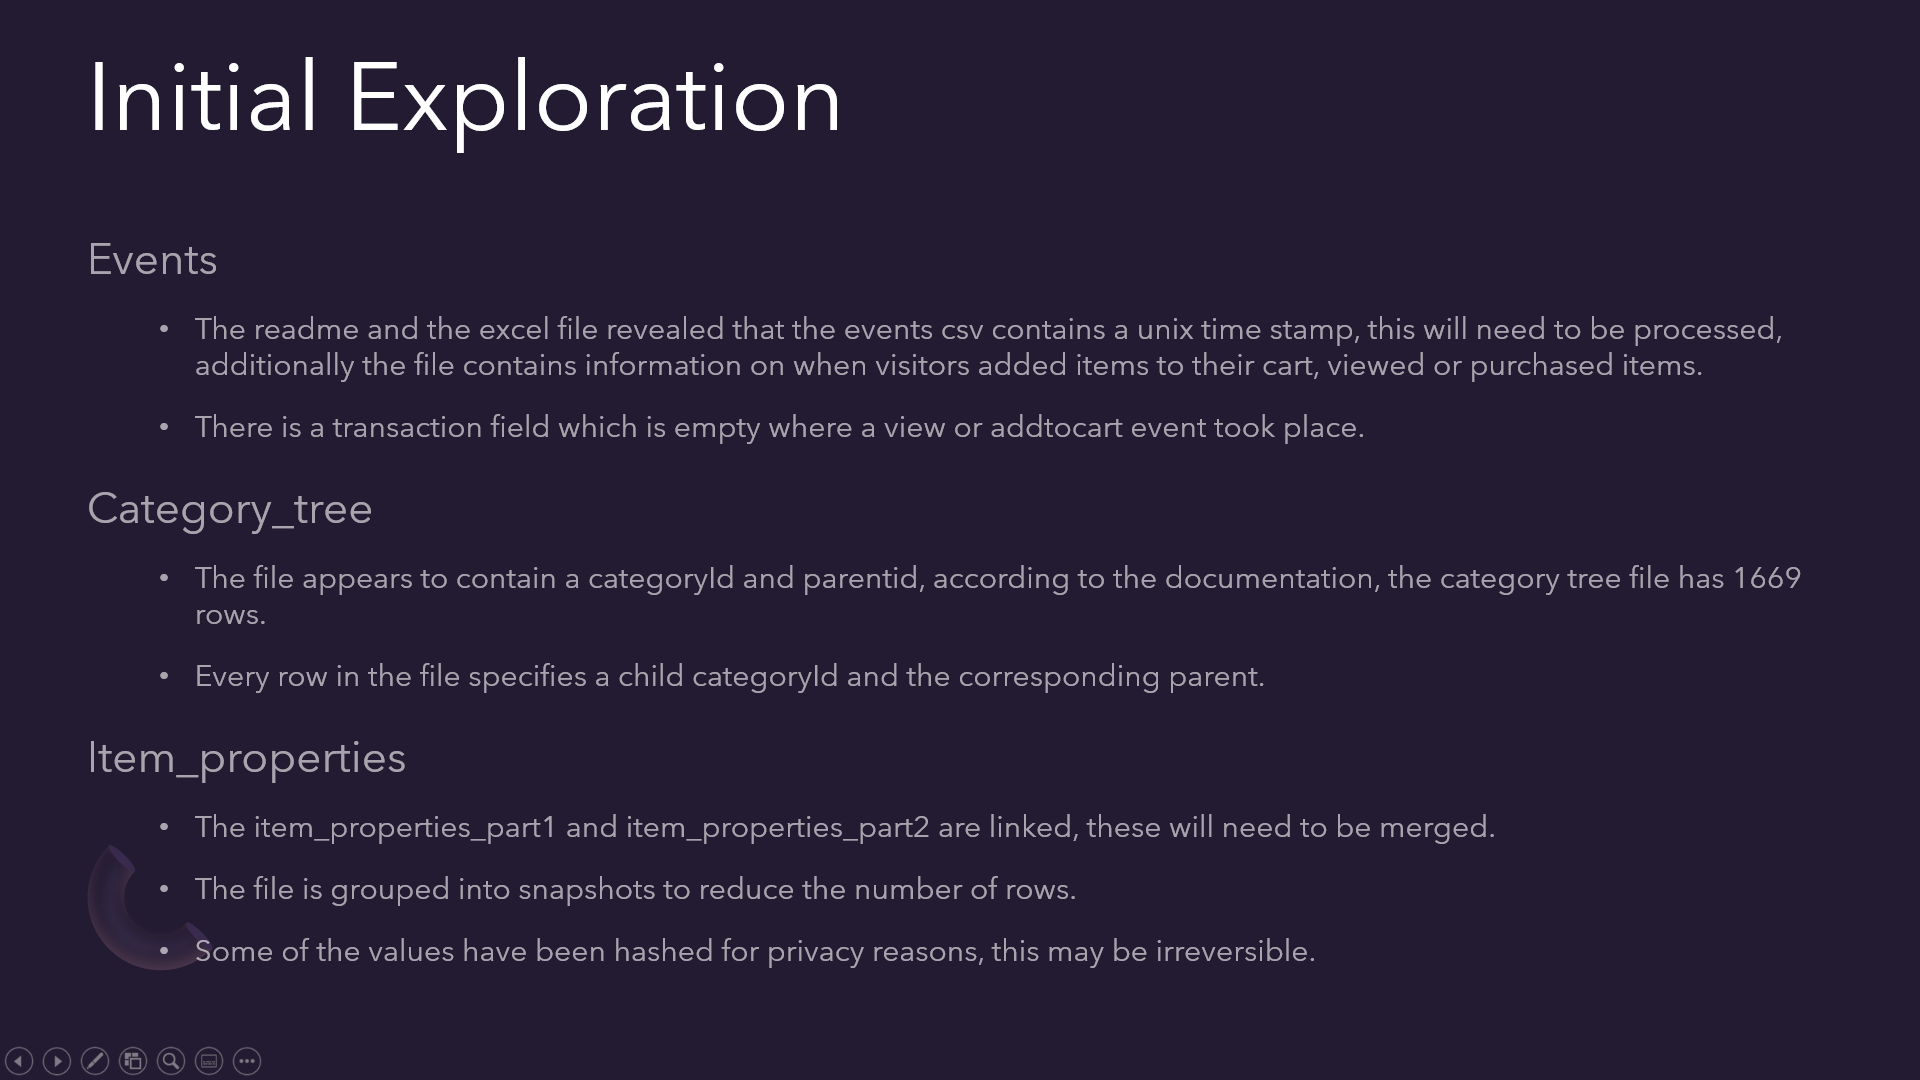 Initial Exploration
Events
• The readme and the excel file revealed that the events csv contains a unix time stamp, this will need to be processed,
additionally the file contains information on when visitors added items to their cart, viewed or purchased items.
• There is a transaction field which is empty where a view or addtocart event took place.
Category_tree
• The file appears to contain a categoryId and parentid, according to the documentation, the category tree file has 1669
rows.
• Every row in the file specifies a child categoryId and the corresponding parent.
Item_properties
• The item_properties_part1 and item_properties_part2 are linked, these will need to be merged.
• The file is grouped into snapshots to reduce the number of rows.
• Some of the values have been hashed for privacy reasons, this may be irreversible.